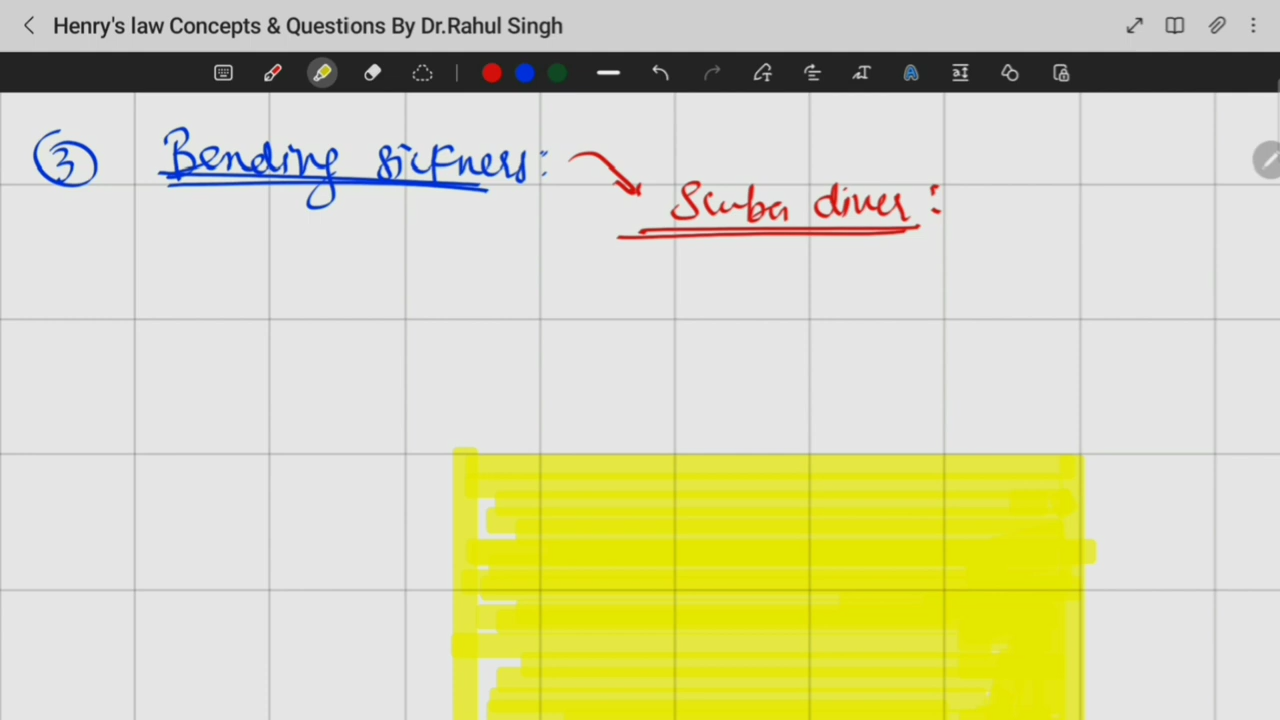 Henry's law Concepts & Questions By Dr.Rahul Singh
3 Bending sickness:
Scuba diver: